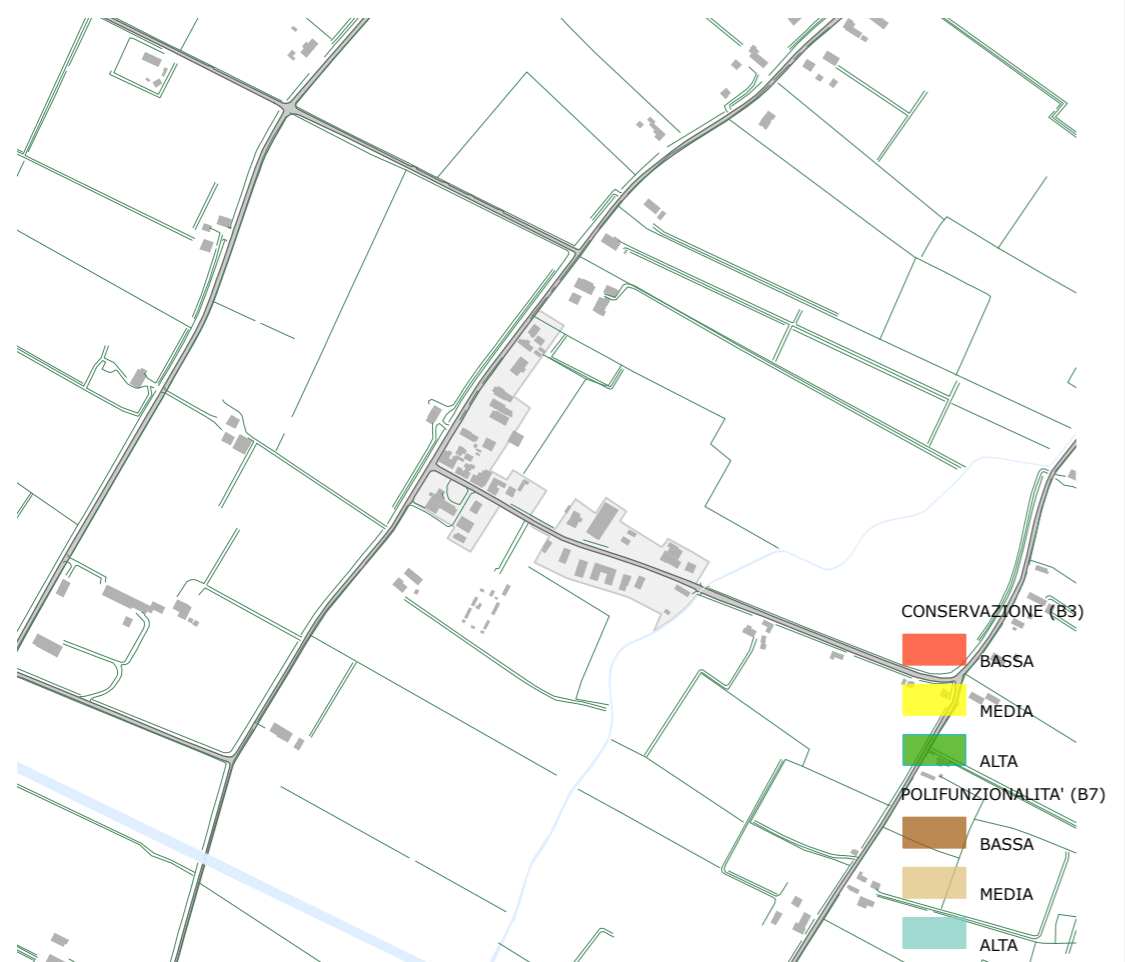 CONSERVAZIONE (B3)
BASSA
MEDIA
ALTA
POLIFUNZIONALITA' (B7)
BASSA
MEDIA
ALTA